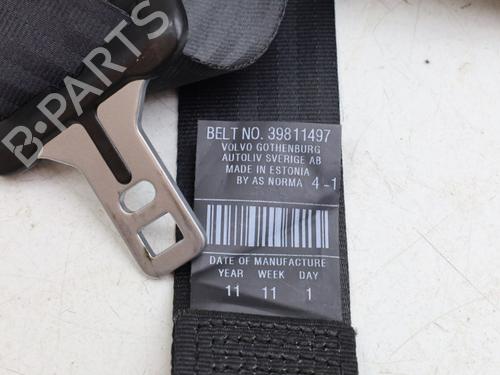 B-PARTS
BELT NO. 39811497
VOLVO GOTHENBURG
AUTOLIV SVERIGE AB
MADE IN ESTONIA
BY AS NORMA 4-1
DATE OF MANUFACTURE
YEAR WEEK DAY
11 11 1